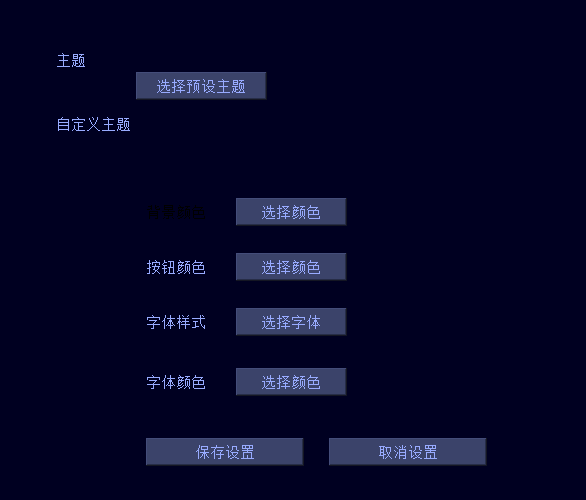 主题
选择预设主题
自定义主题
选择颜色
按钮颜色 选择颜色
字体样式 选择字体
字体颜色 选择颜色
保存设置 取消设置